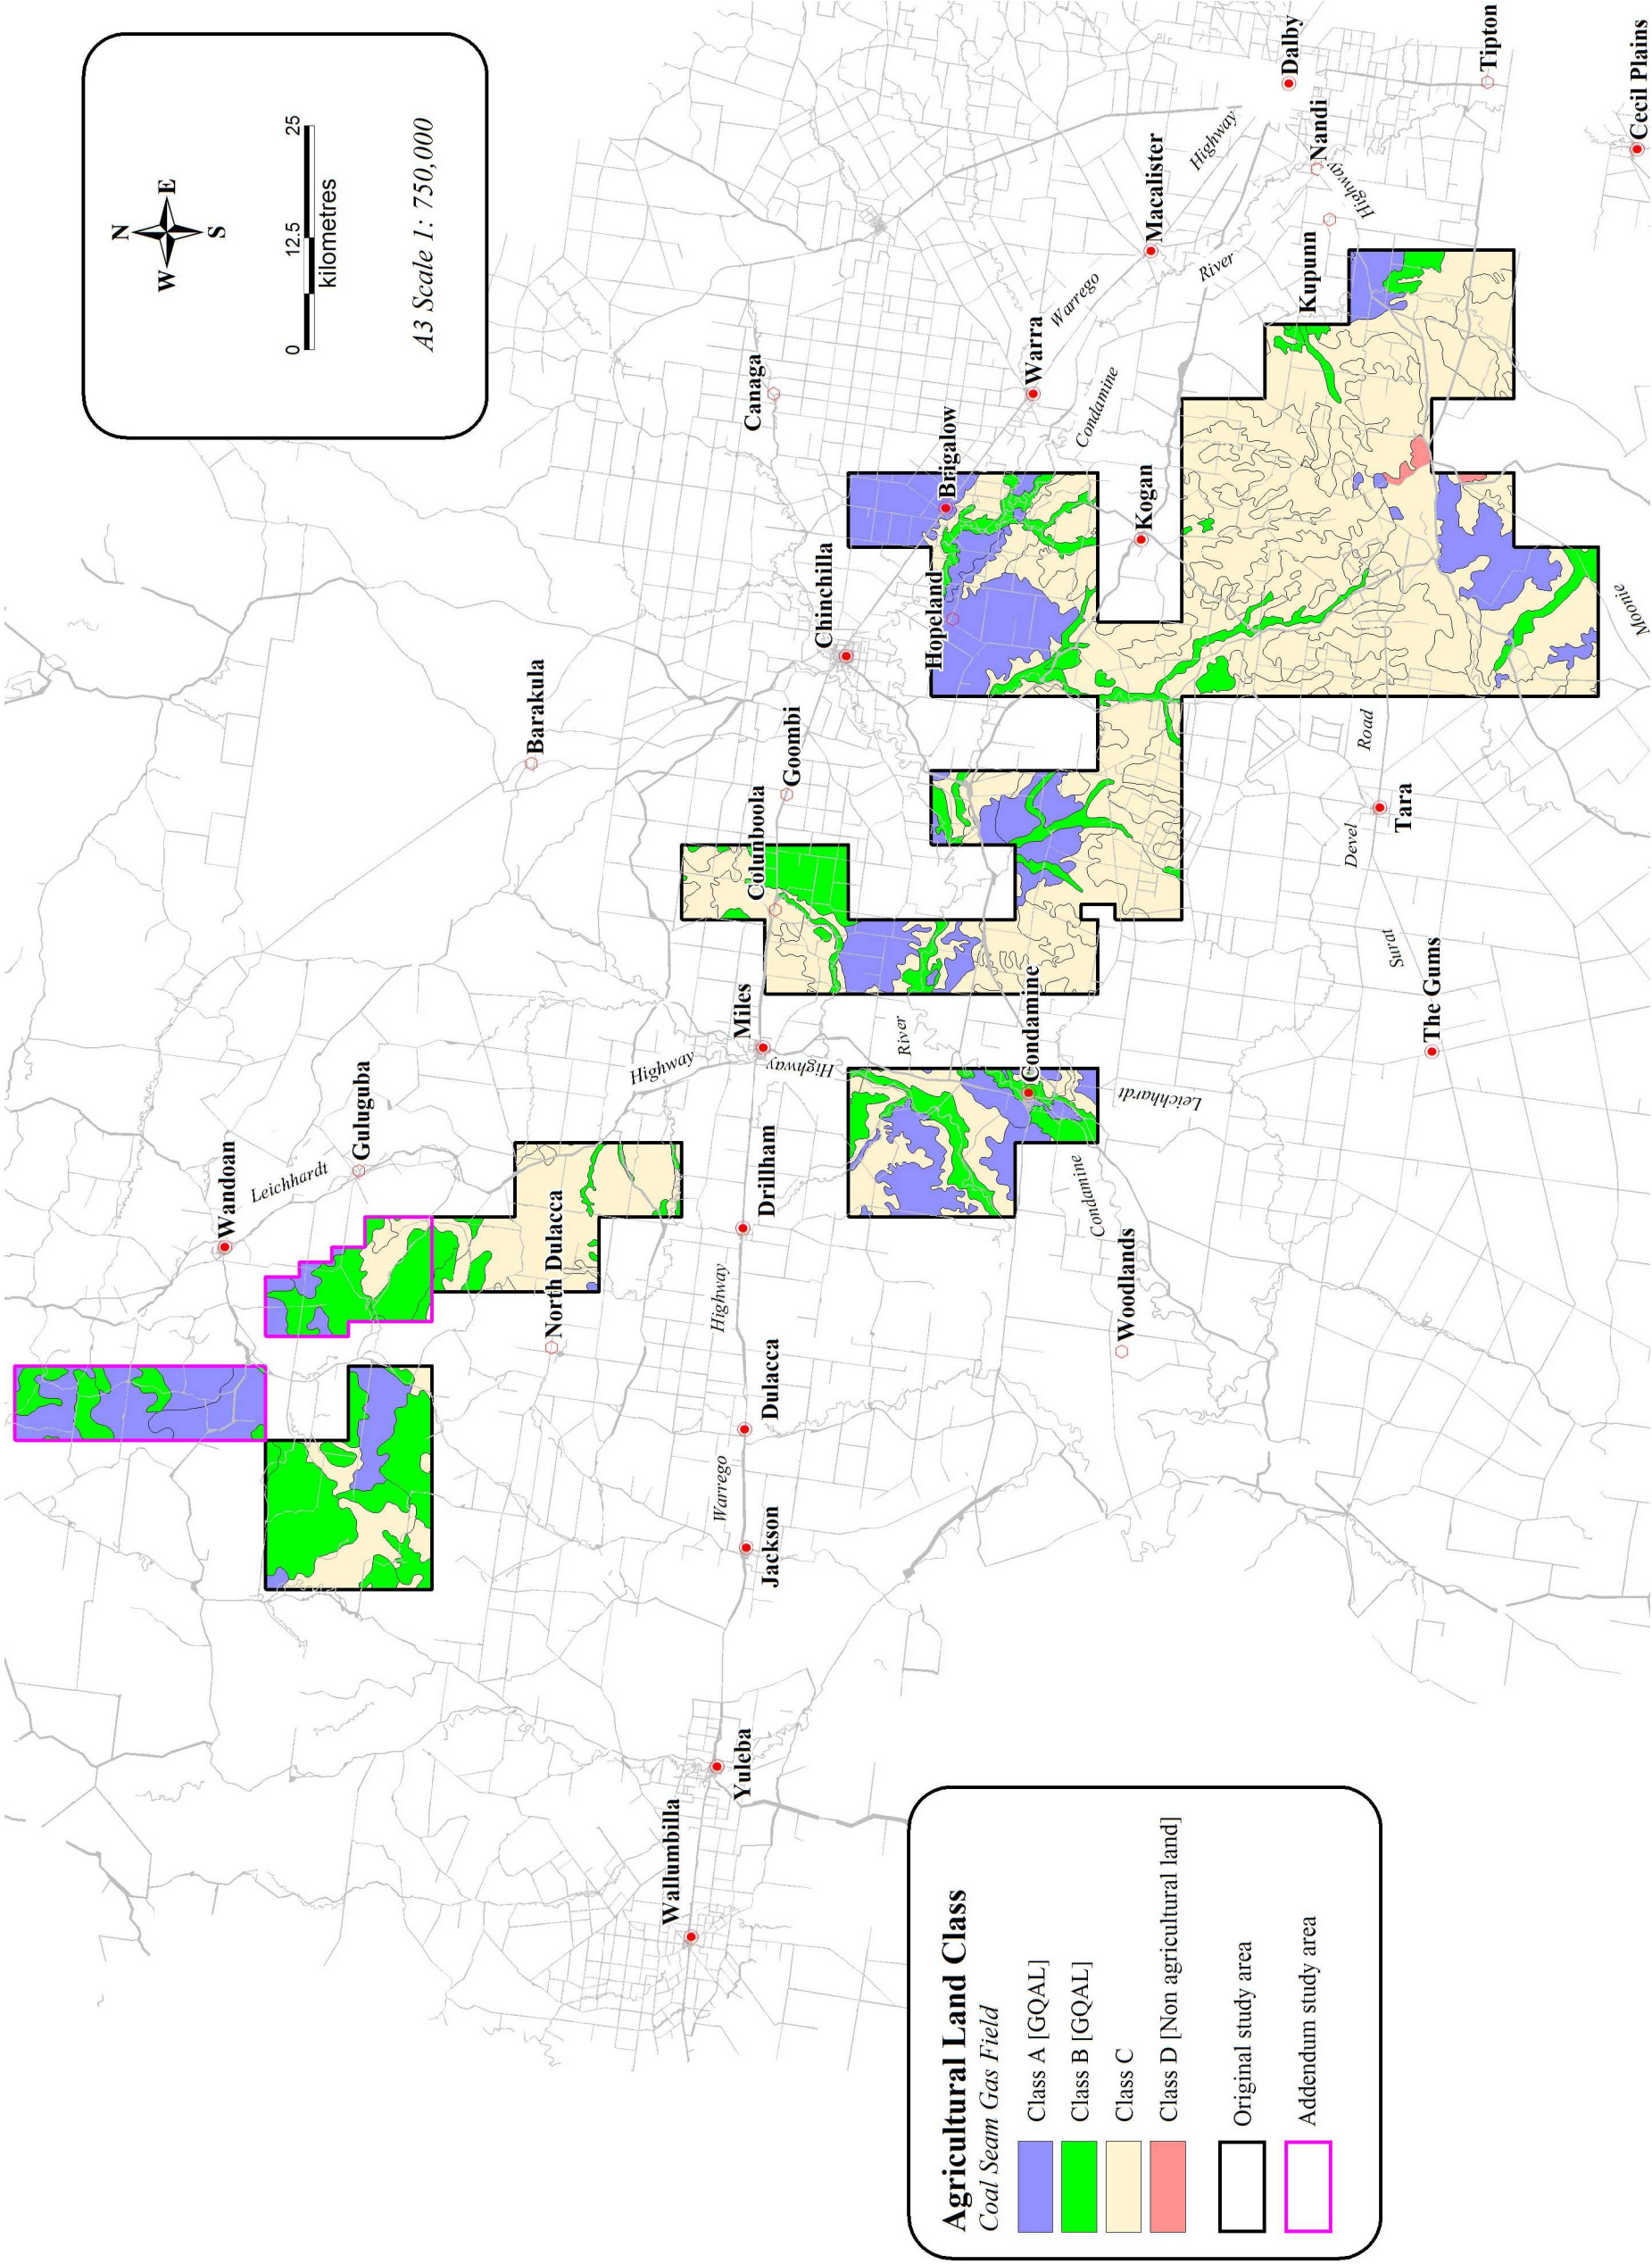 N
W
E
S
0
12.5
25
kilometres
A3 Scale 1: 750,000
Wandoan
Leichhardt
Guluguba
Barakula
North Dulacca
Highway
Wallumbilla
Yuleba
Jackson
Warrego
Dulacca
Highway
Drillham
Miles
Highway
Columboola
Goombi
Chinchilla
Canaga
Hopeland
Brigalow
Warra
Warrego
Macalister
Highway
Dalby
River
Condamine
Leichhardt
Condamine
Woodlands
Kogan
Condamine
River
Nandi
Highway
Kupunn
Tipton
Cecil Plains
The Gums
Surat
Devel
Road
Tara
Moonie
Agricultural Land Class
Coal Seam Gas Field
Class A [GQAL]
Class B [GQAL]
Class C
Class D [Non agricultural land]
Original study area
Addendum study area